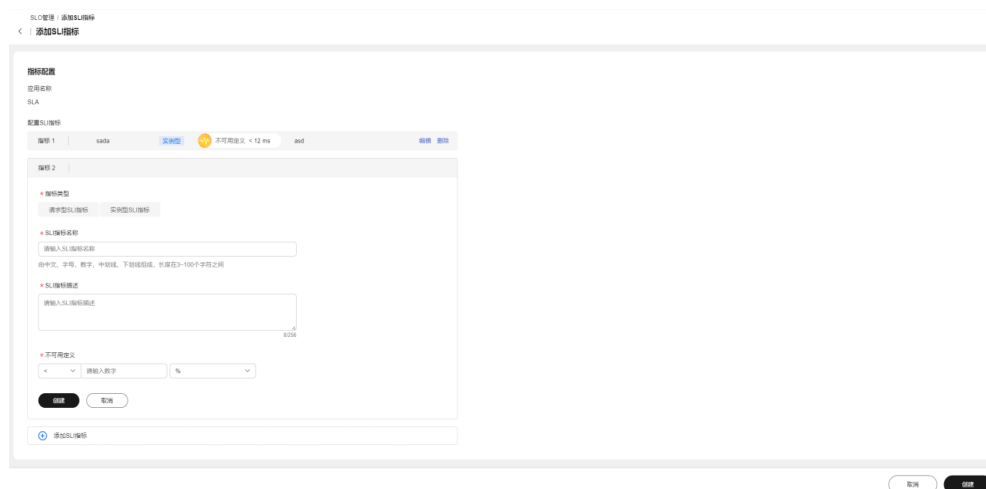 SLO管理 / 添加SLI指标
添加SLI指标
指标配置
应用名称
SLA
配置SLI指标
指标 1 sada 实例型 不可用定义 < 12 ms asd 编辑 删除
指标 2
* 指标类型
请求型SLI指标 实例型SLI指标
* SLI指标名称
请输入SLI指标名称
由中文、字母、数字、中划线、下划线组成，长度在3~100个字符之间
* SLI指标描述
请输入SLI指标描述
0/256
* 不可用定义
< 请输入数字 %
创建 取消
添加SLI指标
取消 创建